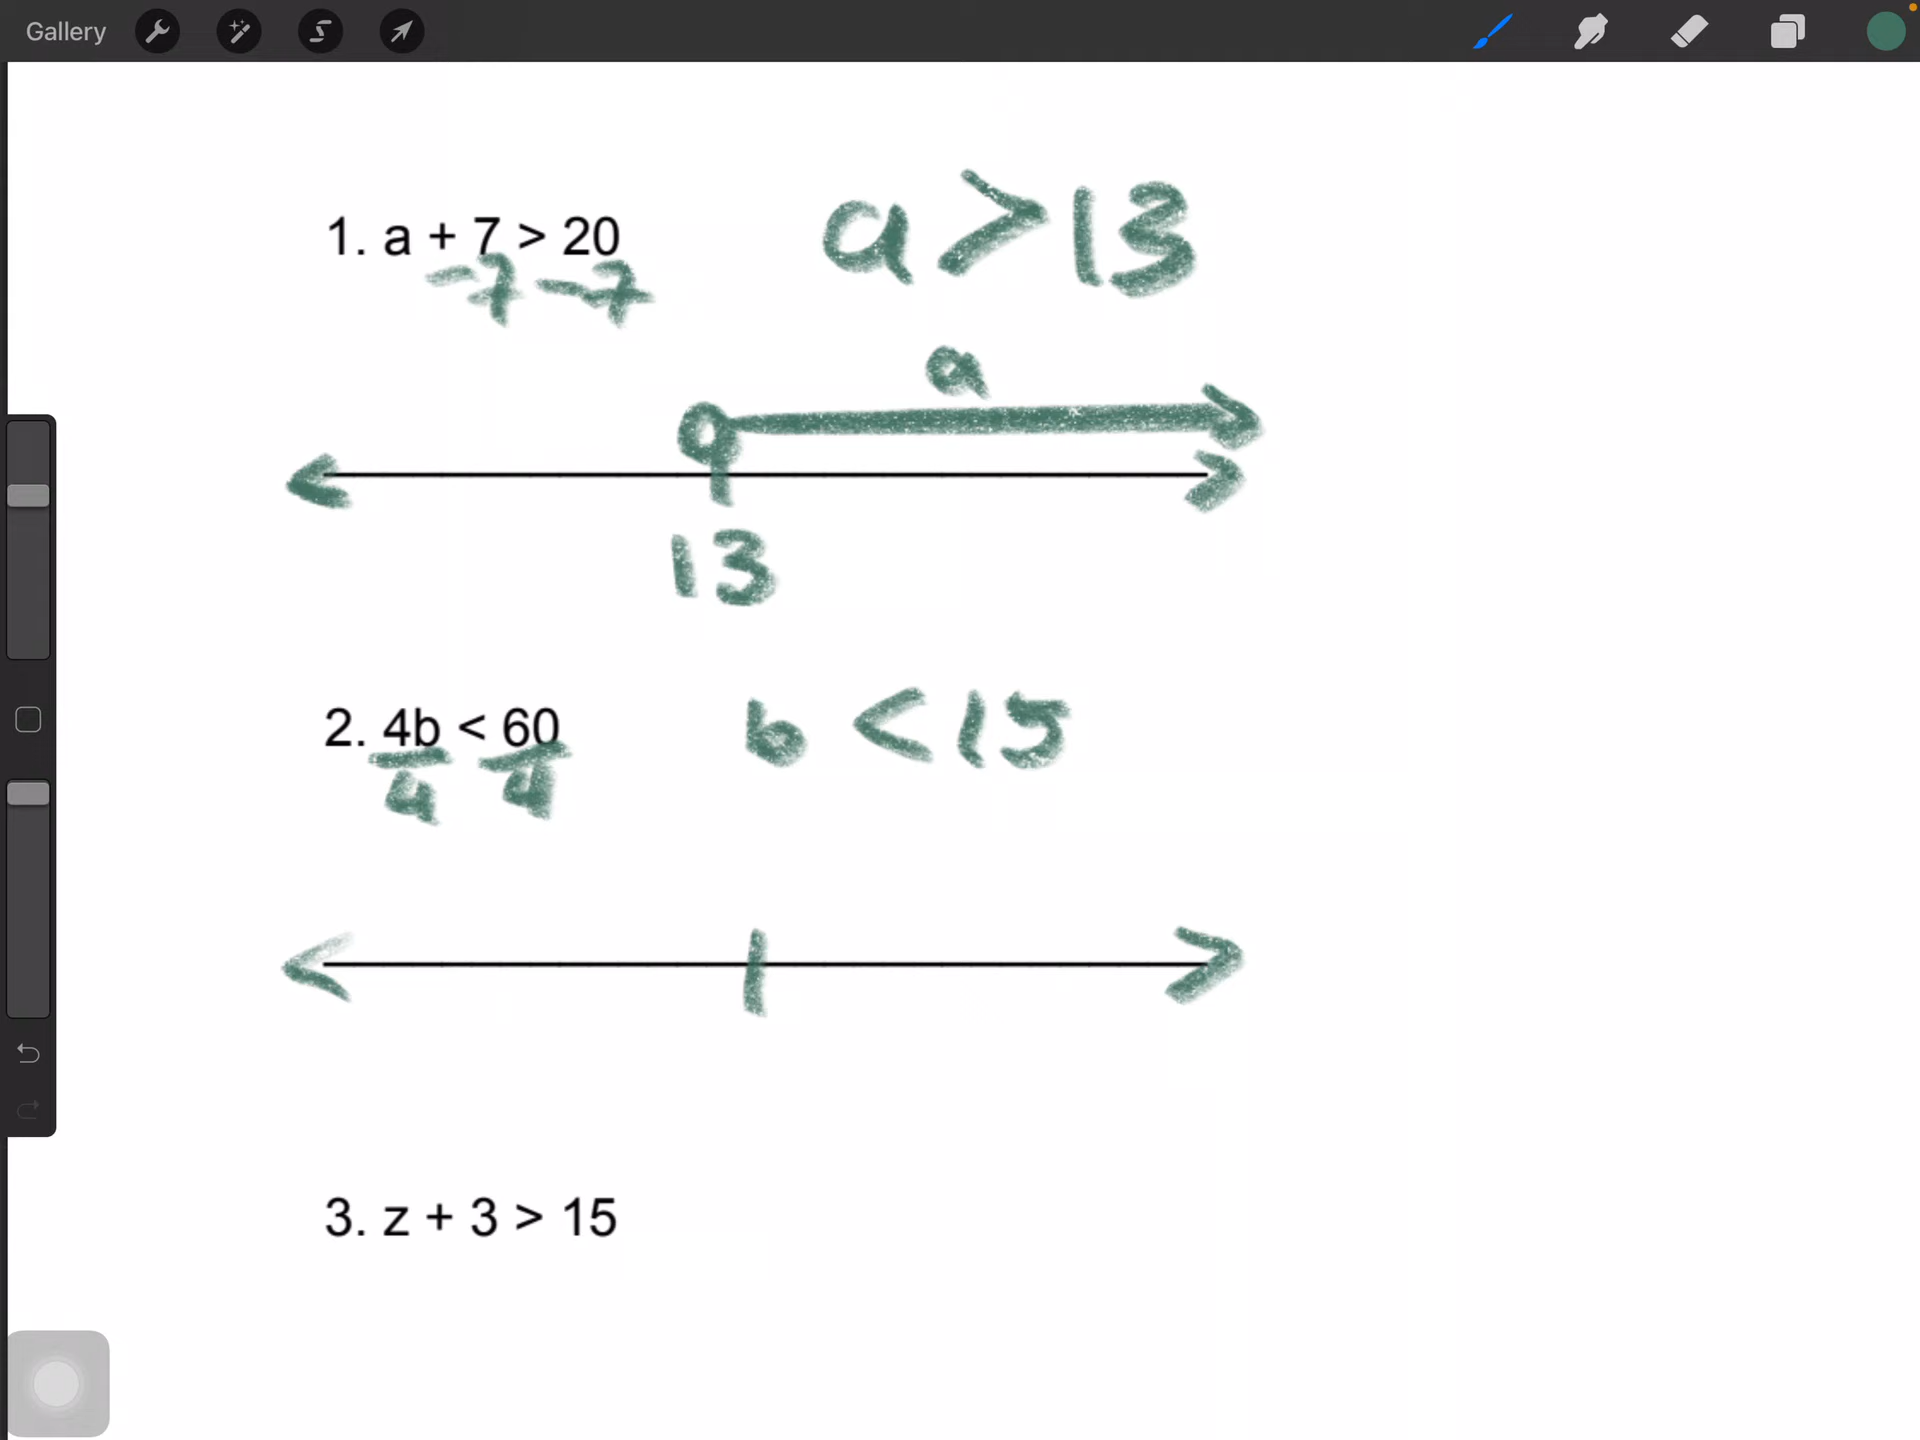 Gallery
1. a + 7 > 20
-7 -7
a > 13
a
13
2. 4b < 60
4 4
b < 15
3. z + 3 > 15